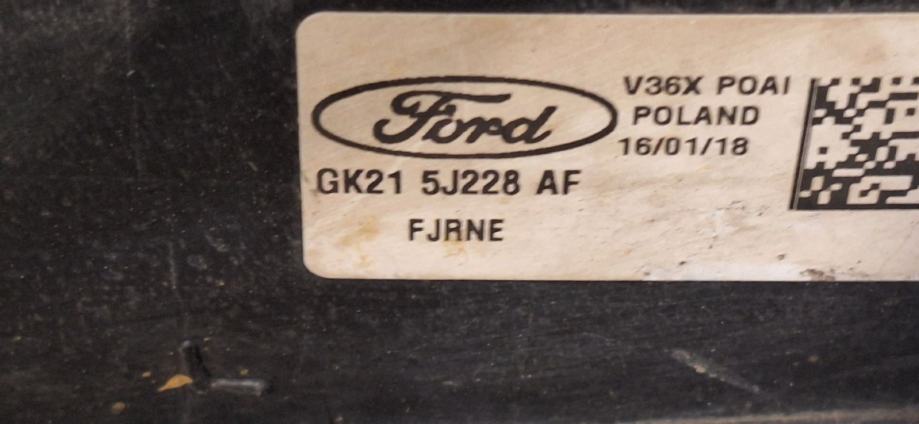 Ford
V36X POAI
POLAND
16/01/18
GK21 5J228 AF
FJRNE